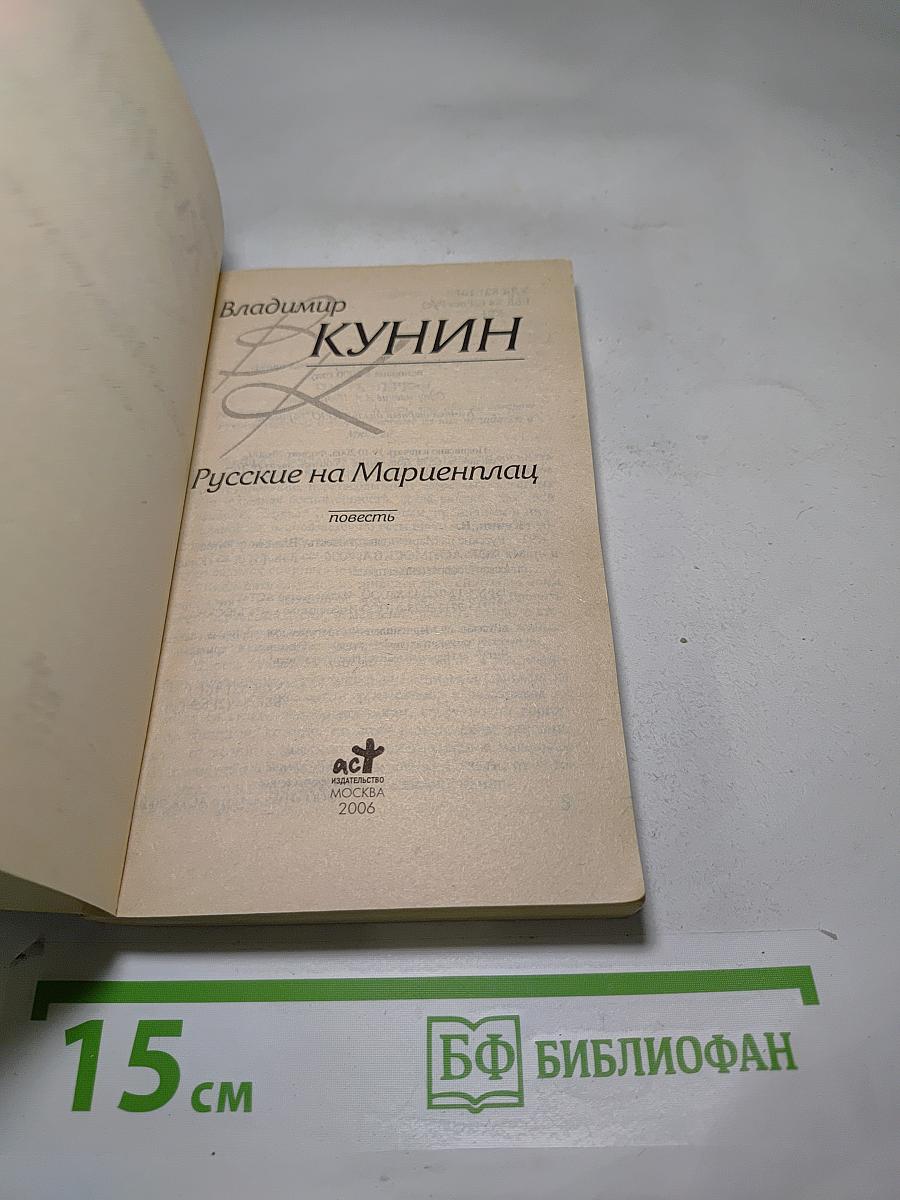 Владимир
КУНИН
Русские на Мариенплац
повесть
аст
ИЗДАТЕЛЬСТВО
МОСКВА
2006
15 см
БФ БИБЛИОФАН